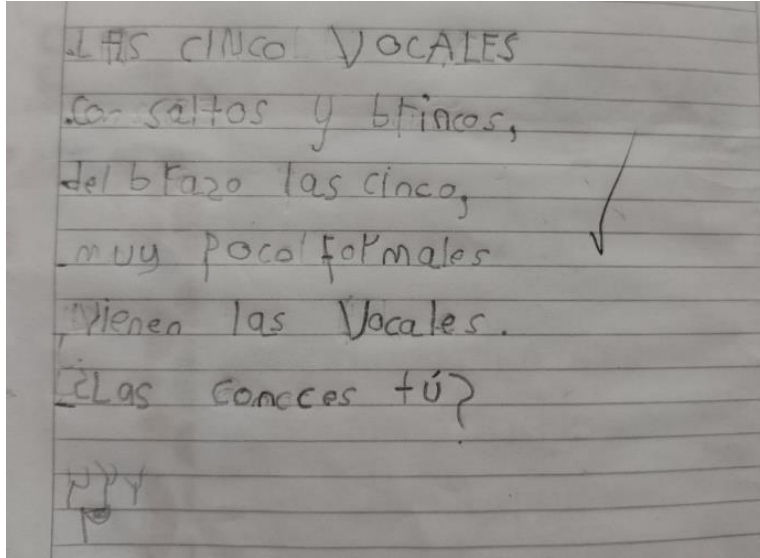 LAS CINCO VOCALES
Con saltos y brincos,
del brazo las cinco,
muy poco formales
vienen las Vocales.
¿Las conoces tú?